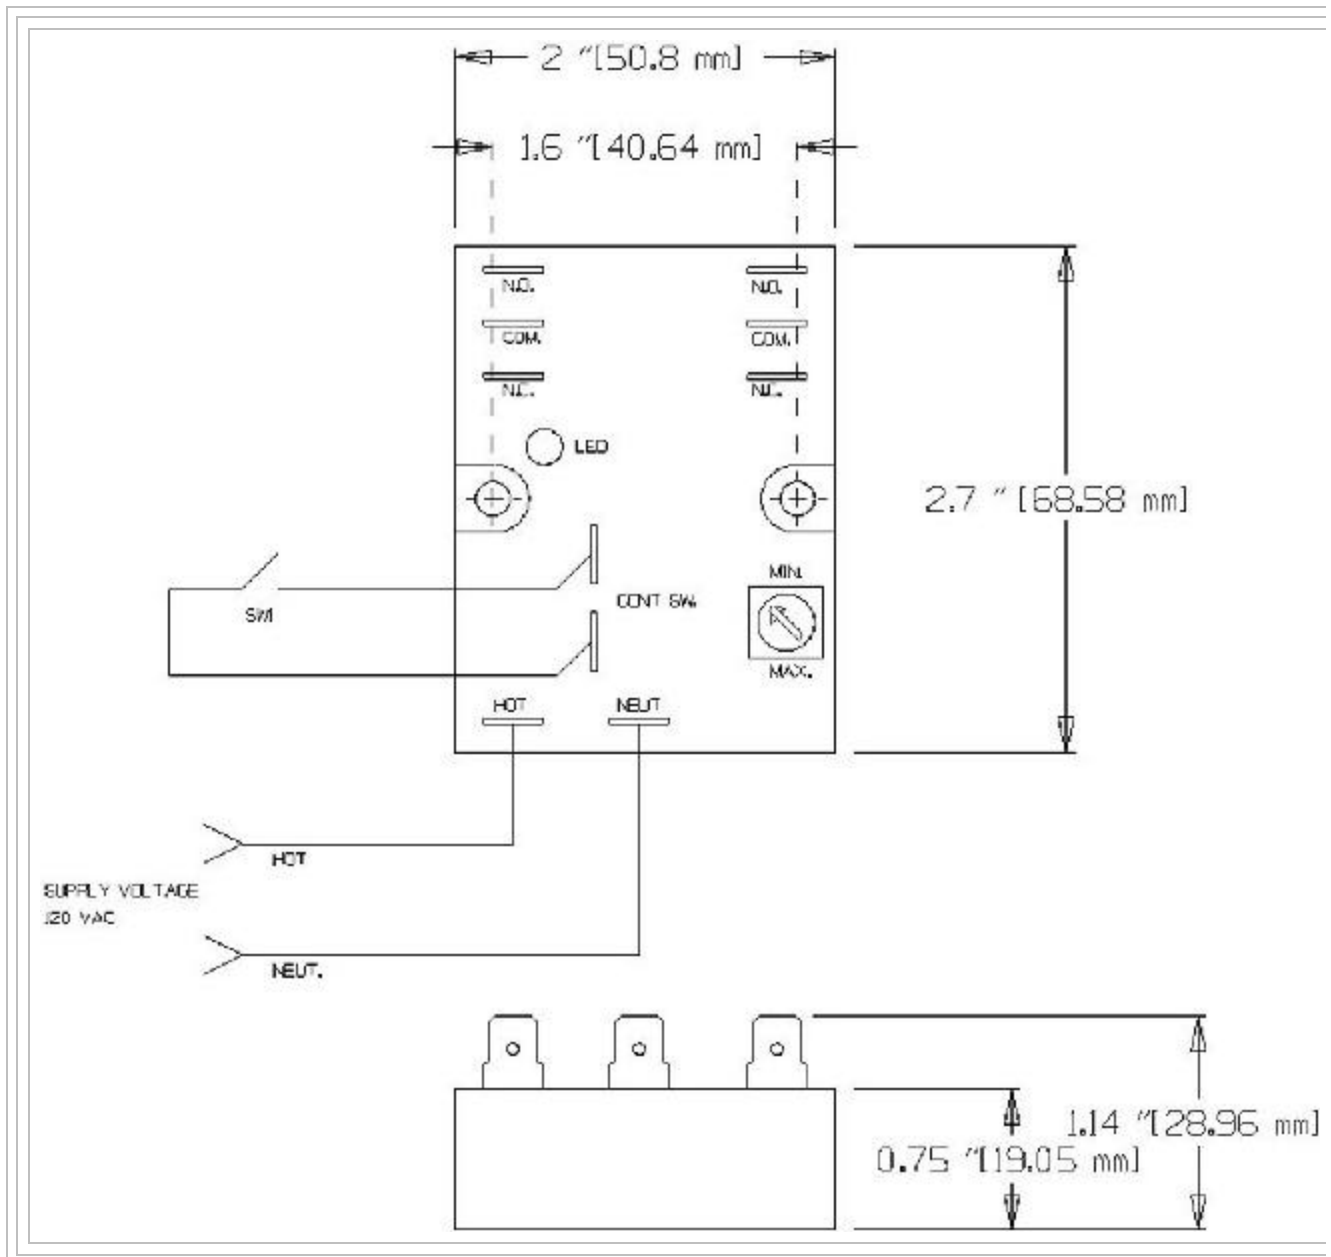 2 ″[50.8 mm]
1.6 ″[40.64 mm]
N.O. N.O.
COM. COM.
N.C. N.C.
LED
2.7 ″ [68.58 mm]
MIN.
CONT SW.
SW1
MAX.
HOT NEUT
HOT
SUPPLY VOLTAGE
120 VAC
NEUT.
1.14 ″[28.96 mm]
0.75 ″[19.05 mm]